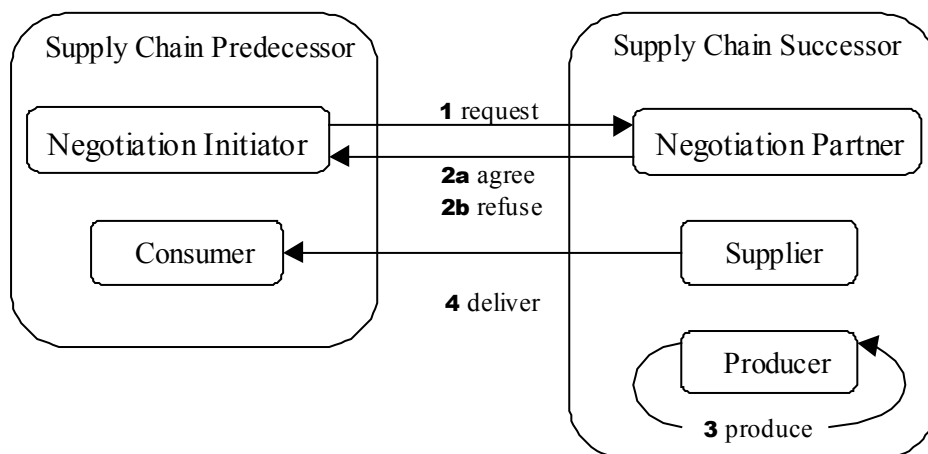 Supply Chain Predecessor
Supply Chain Successor
1 request
Negotiation Initiator
Negotiation Partner
2a agree
2b refuse
Consumer
Supplier
4 deliver
Producer
3 produce